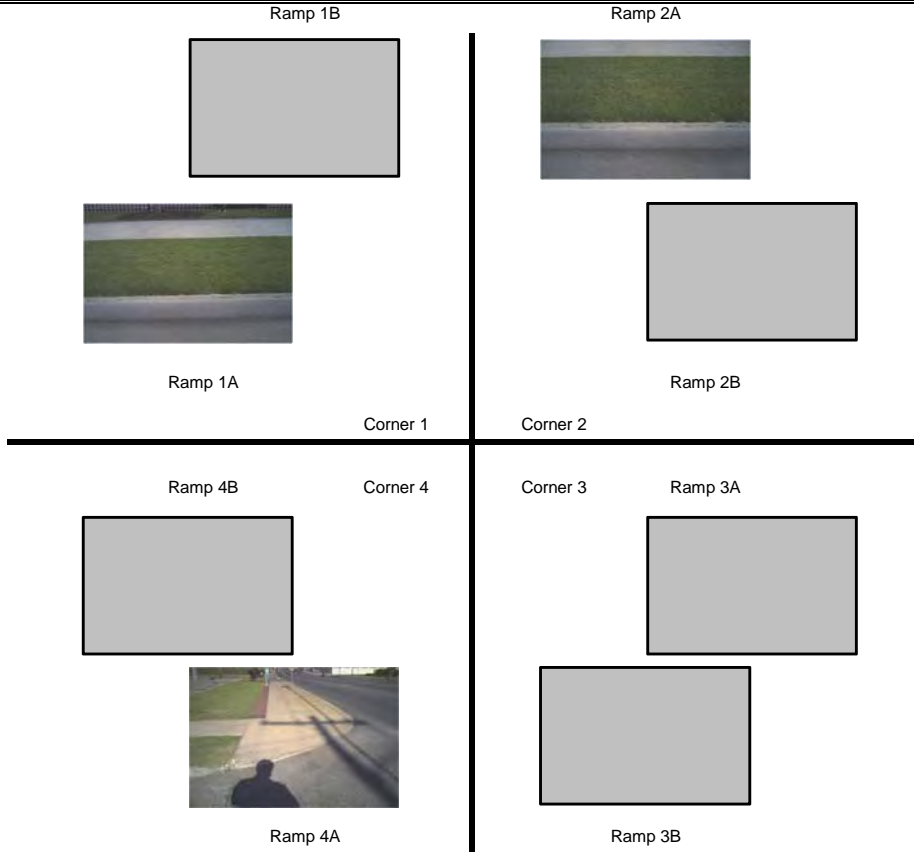 Ramp 1B
Ramp 2A
Ramp 1A
Ramp 2B
Corner 1
Corner 2
Ramp 4B
Corner 4
Corner 3
Ramp 3A
Ramp 4A
Ramp 3B